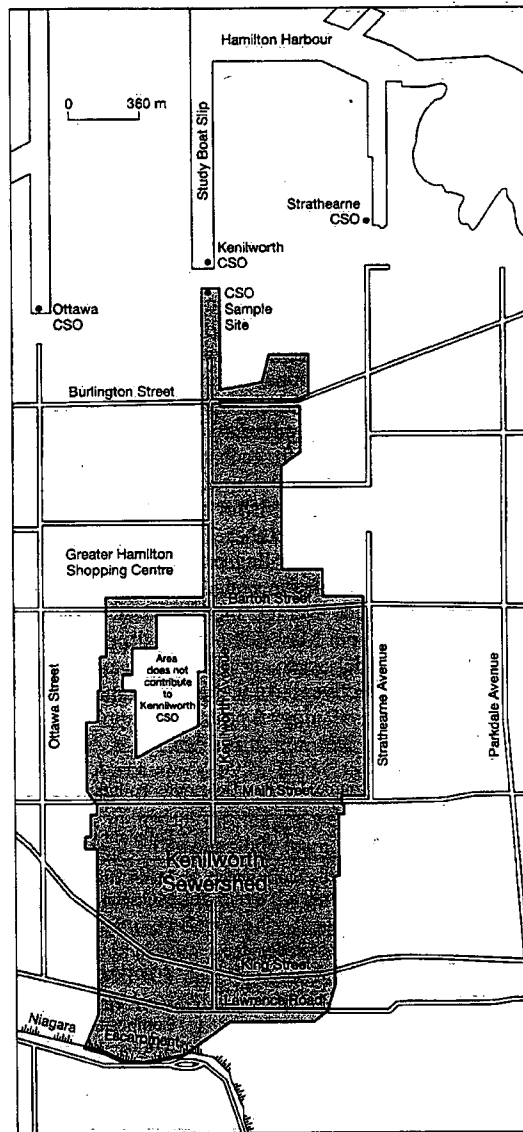 Hamilton Harbour
0 360 m
Study Boat Slip
Strathearne
CSO
Kenilworth
CSO
CSO
Sample
Site
Ottawa
CSO
Burlington Street
Greater Hamilton
Shopping Centre
Barton Street
Area
does not
contribute
to
Kennilworth
CSO
Ottawa Street
Kenilworth Avenue
Strathearne Avenue
Parkdale Avenue
Main Street
Kenilworth
Sewershed
King Street
Lawrence Road
Niagara
Escarpment